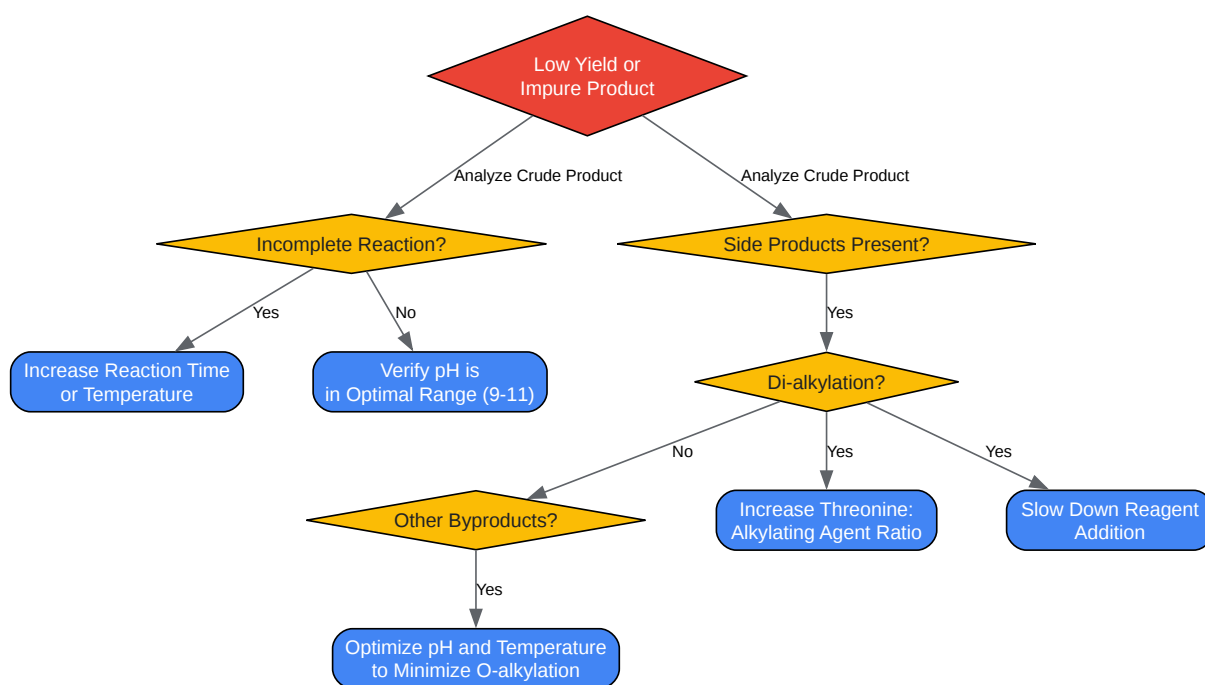 Low Yield or
Impure Product
Analyze Crude Product
Analyze Crude Product
Incomplete Reaction?
Side Products Present?
Yes
No
Yes
Increase Reaction Time
or Temperature
Verify pH is
in Optimal Range (9-11)
Di-alkylation?
No
Yes
Yes
Other Byproducts?
Increase Threonine:
Alkylating Agent Ratio
Slow Down Reagent
Addition
Yes
Optimize pH and Temperature
to Minimize O-alkylation